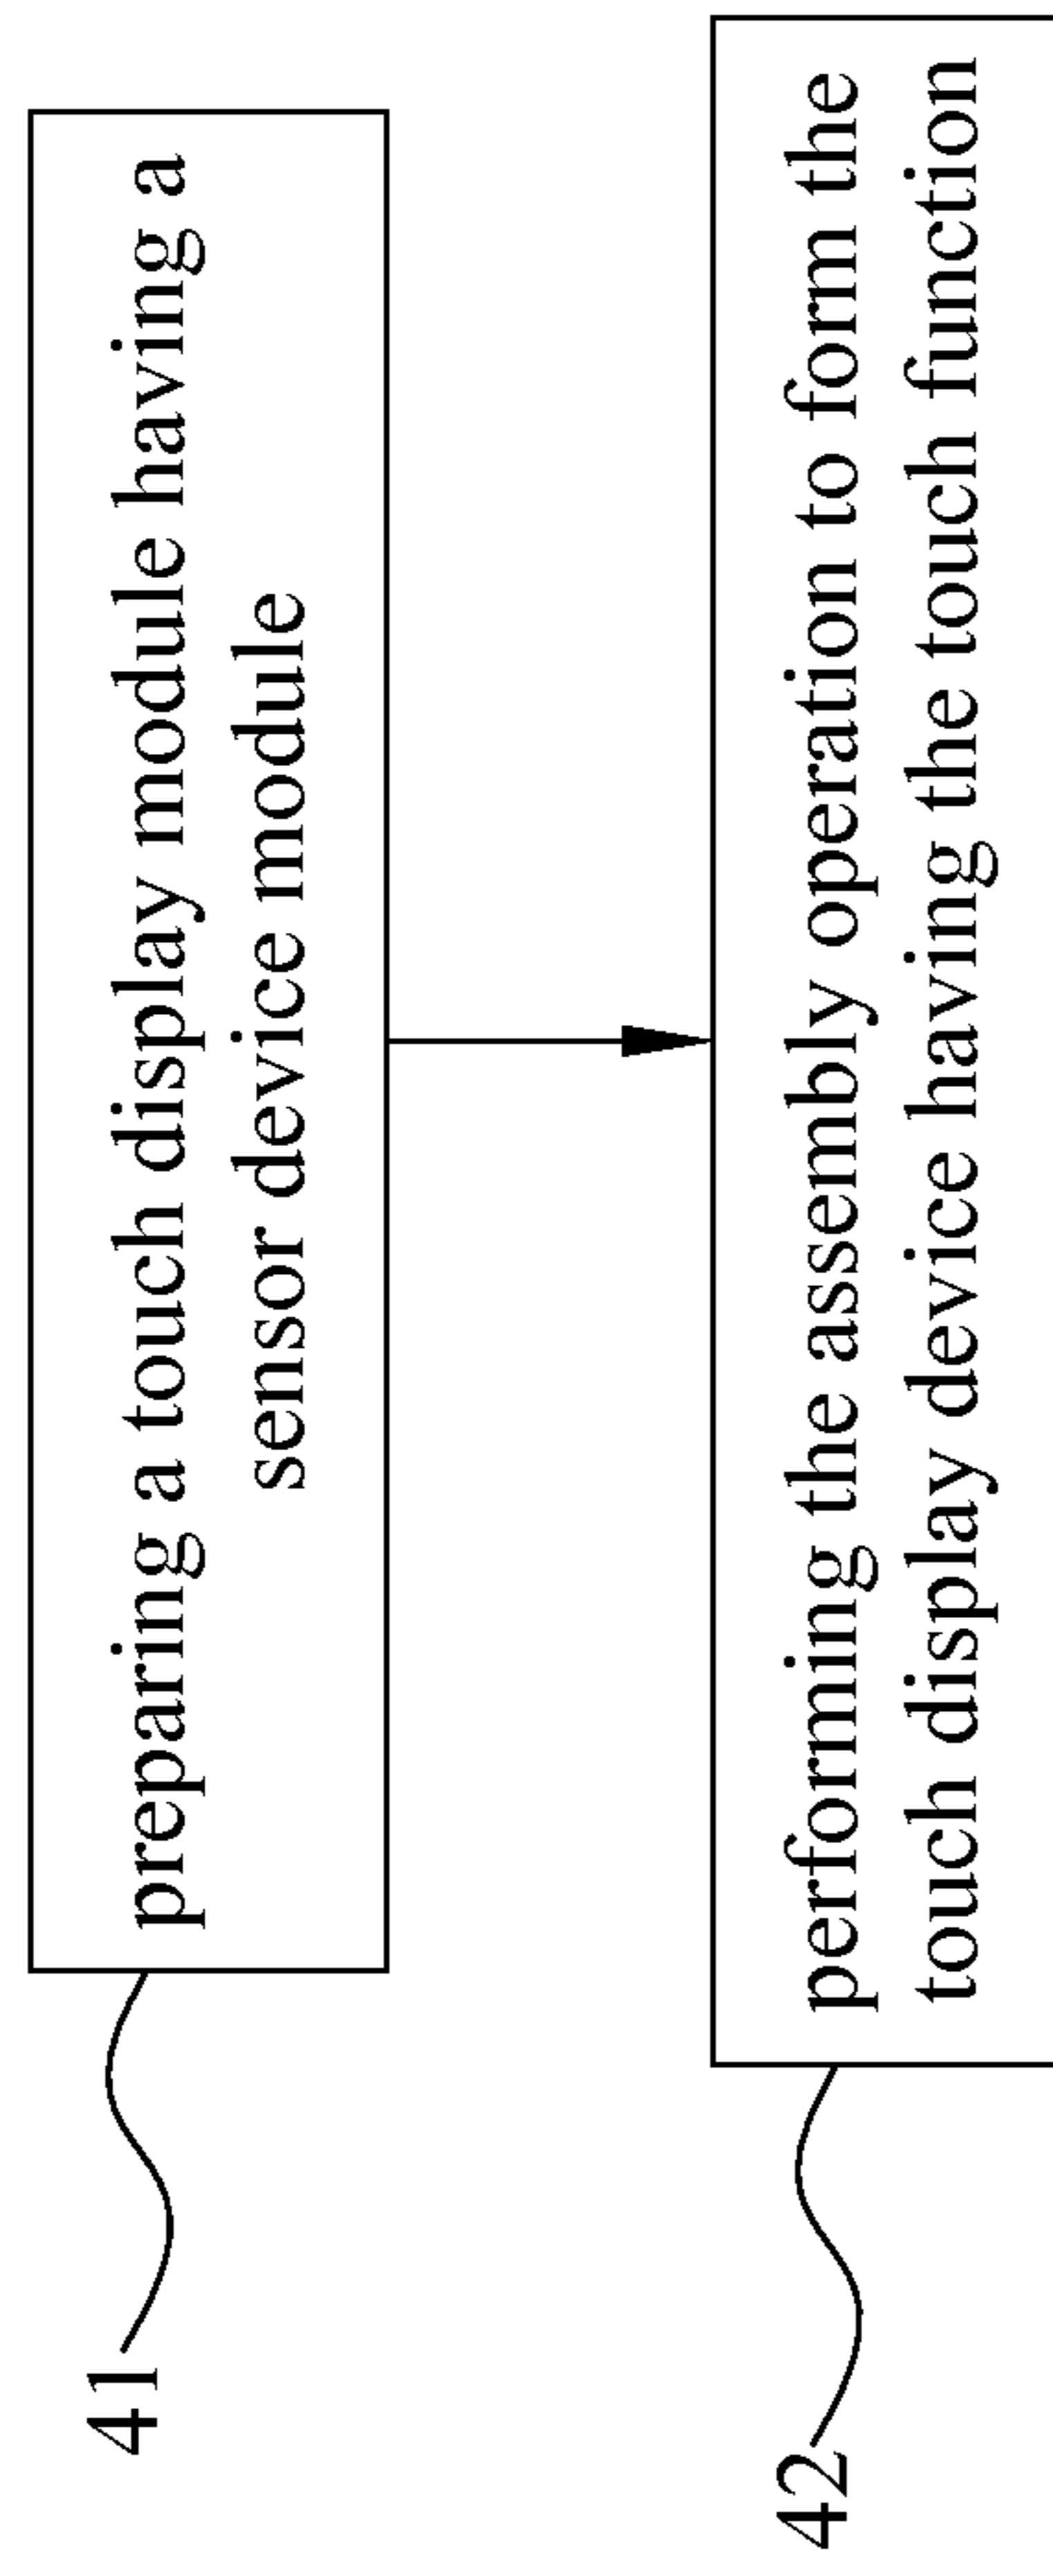 41
preparing a touch display module having a
sensor device module
42
performing the assembly operation to form the
touch display device having the touch function